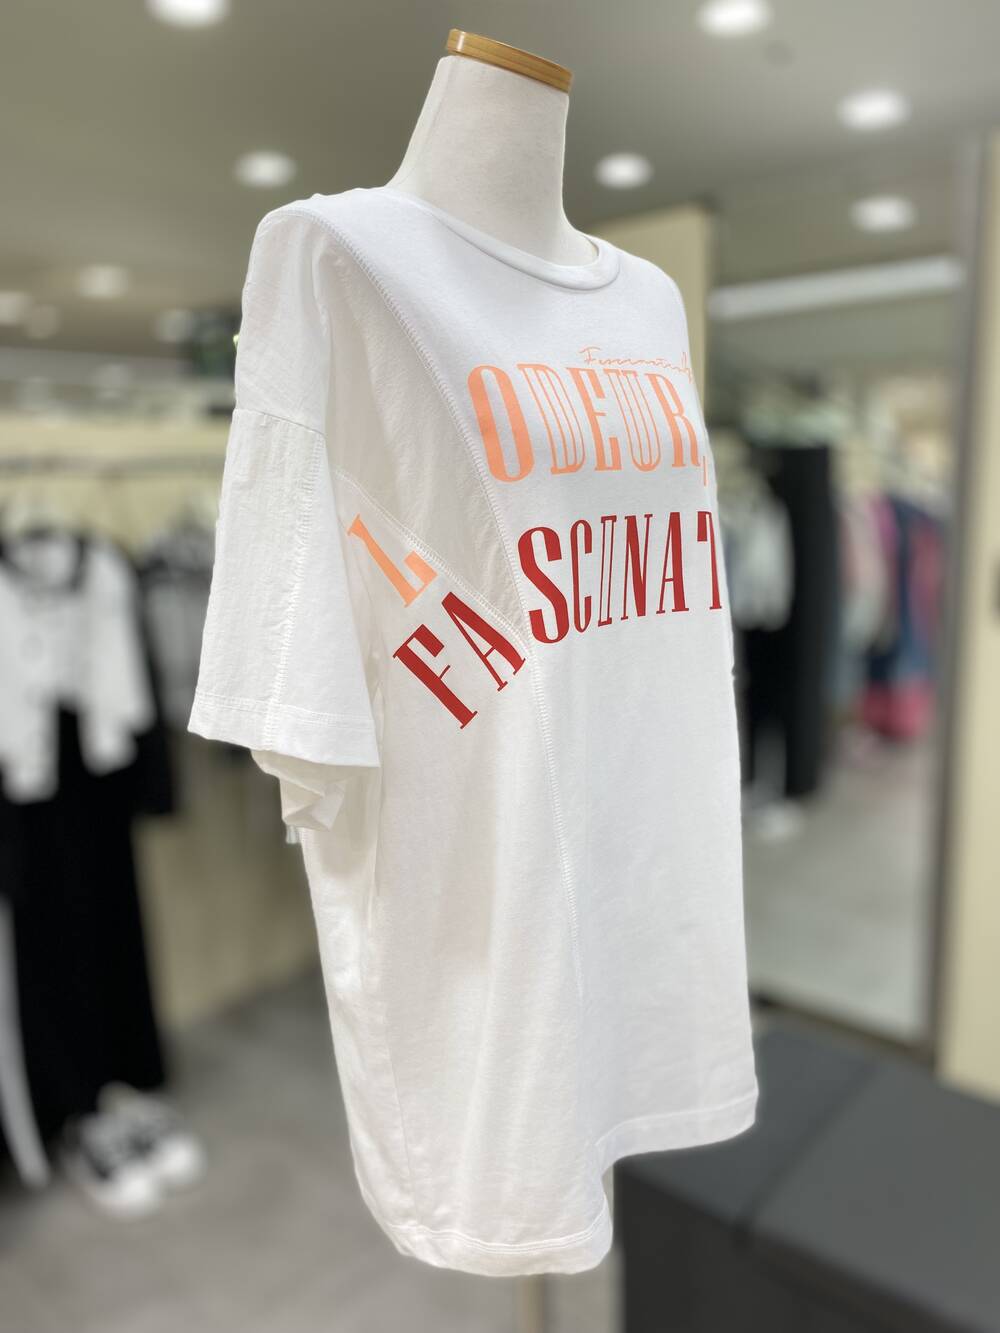 L ODEUR,
FASCINAT